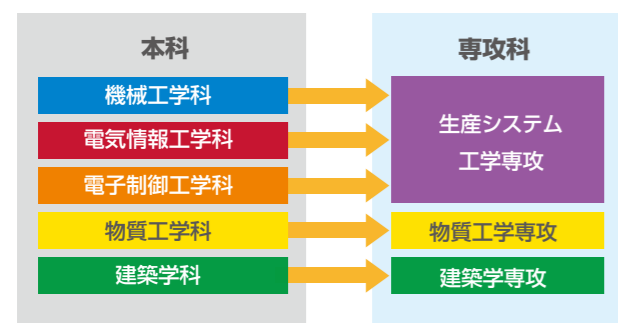 本科
機械工学科
電気情報工学科
電子制御工学科
物質工学科
建築学科
専攻科
生産システム
工学専攻
物質工学専攻
建築学専攻